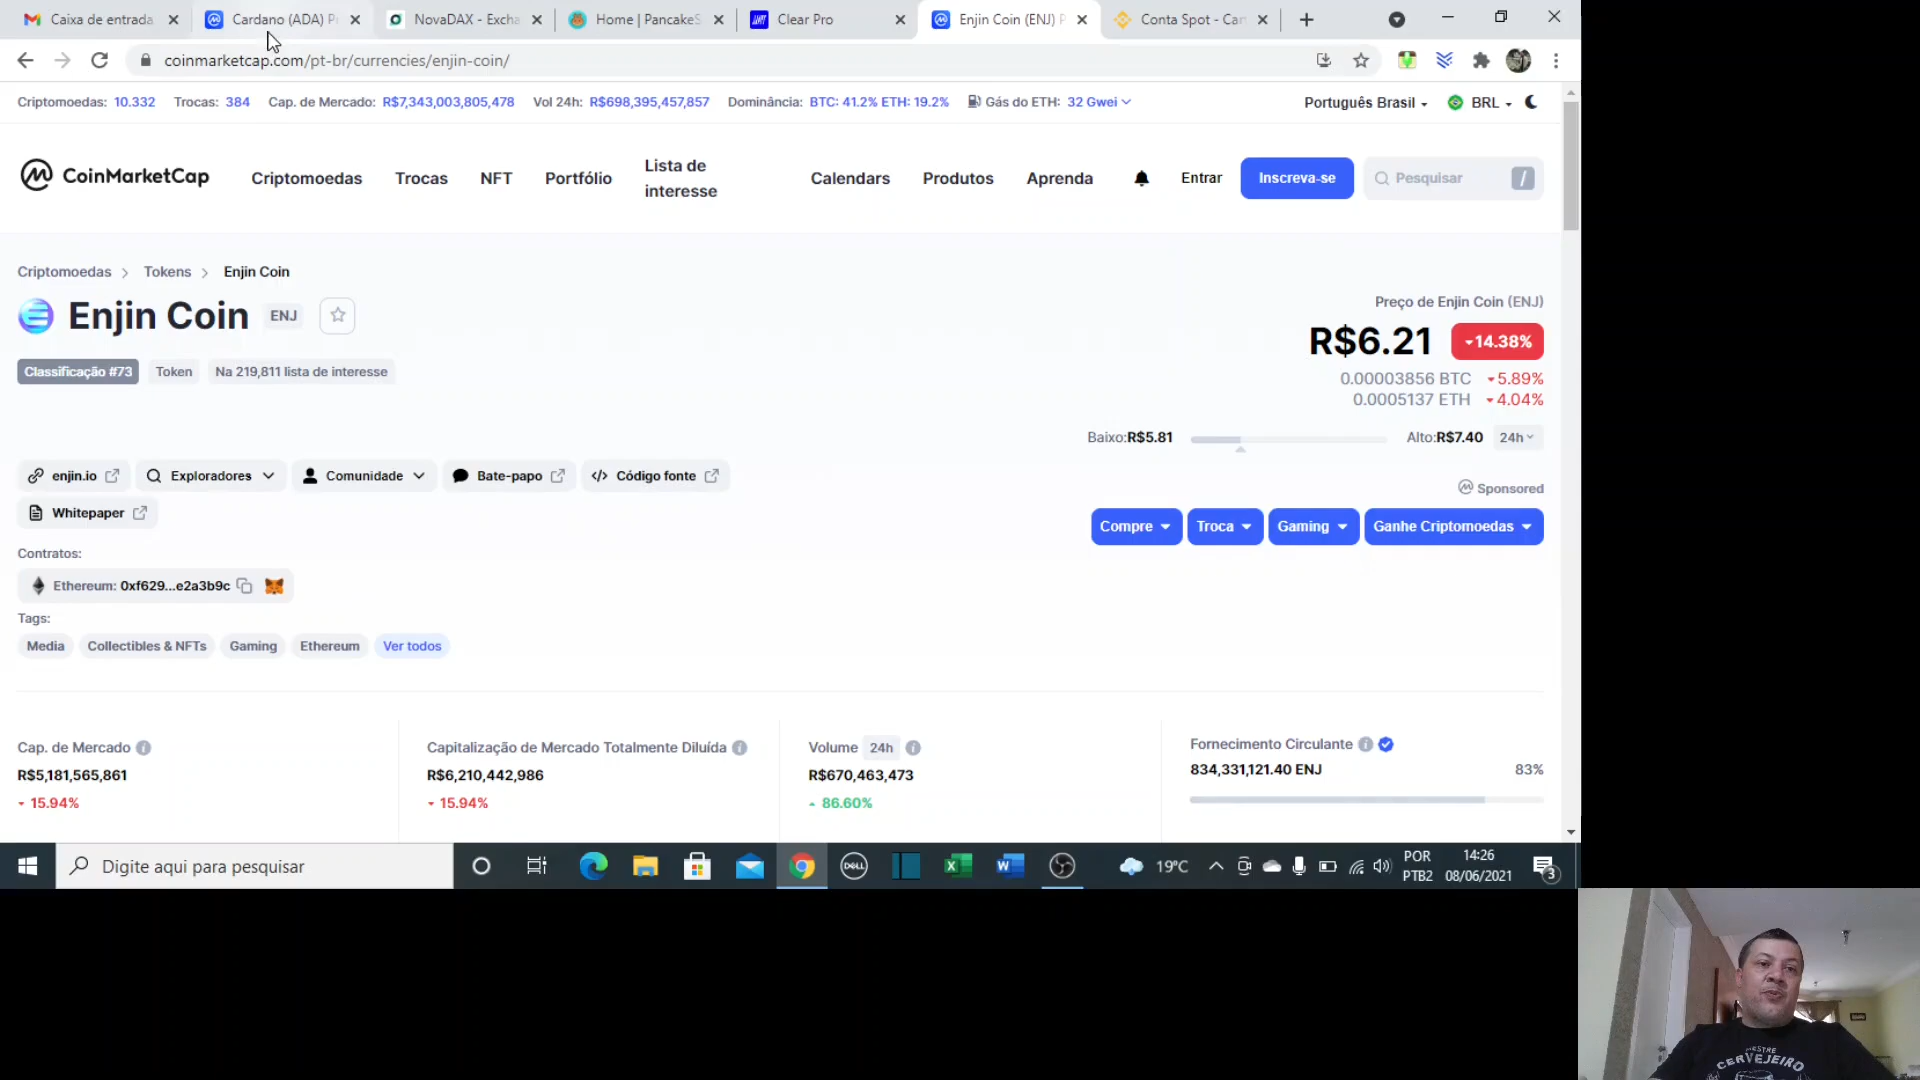 Caixa de entrada
Cardano (ADA) P
NovaDAX - Excha
Home | PancakeS
Clear Pro
Enjin Coin (ENJ) P
Conta Spot - Car
coinmarketcap.com/pt-br/currencies/enjin-coin/
Criptomoedas: 10.332 Trocas: 384 Cap. de Mercado: R$7,343,003,805,478 Vol 24h: R$698,395,457,857 Dominância: BTC: 41.2% ETH: 19.2% Gás do ETH: 32 Gwei
Português Brasil BRL
CoinMarketCap
Criptomoedas
Trocas
NFT
Portfólio
Lista de
interesse
Calendars
Produtos
Aprenda
Entrar
Inscreva-se
Pesquisar /
Criptomoedas > Tokens > Enjin Coin
Enjin Coin ENJ
Classificação #73 Token Na 219,811 lista de interesse
Preço de Enjin Coin (ENJ)
R$6.21 14.38%
0.00003856 BTC 5.89%
0.0005137 ETH 4.04%
Baixo:R$5.81 Alto:R$7.40 24h
enjin.io Exploradores Comunidade Bate-papo </> Código fonte
Whitepaper
Sponsored
Compre Troca Gaming Ganhe Criptomoedas
Contratos:
Ethereum: 0xf629...e2a3b9c
Tags:
Media Collectibles & NFTs Gaming Ethereum Ver todos
Cap. de Mercado
R$5,181,565,861
15.94%
Capitalização de Mercado Totalmente Diluída
R$6,210,442,986
15.94%
Volume 24h
R$670,463,473
86.60%
Fornecimento Circulante
834,331,121.40 ENJ 83%
Digite aqui para pesquisar
DELL
19°C
POR
PTB2
14:26
08/06/2021
3
MESTRE
CERVEJEIRO